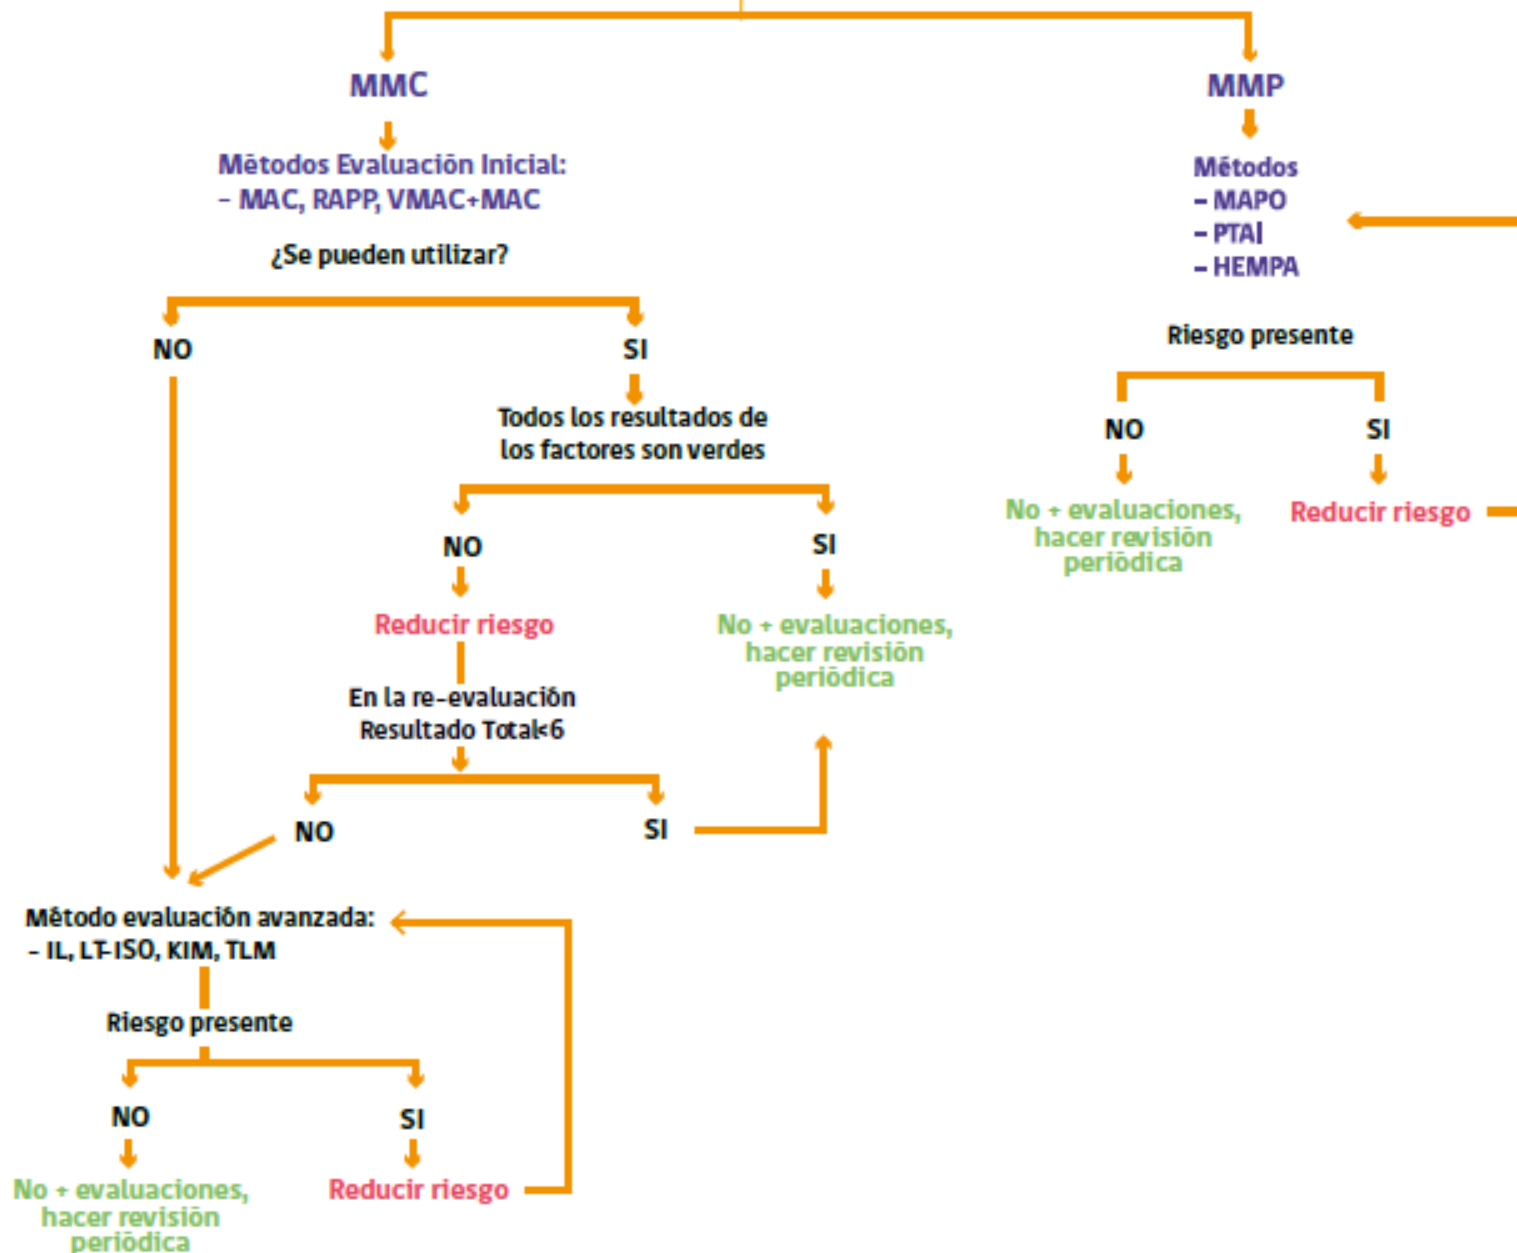 MMC
Métodos Evaluación Inicial:
- MAC, RAPP, VMAC+MAC
¿Se pueden utilizar?
NO
SI
Todos los resultados de
los factores son verdes
NO
SI
Reducir riesgo
No + evaluaciones,
hacer revisión
periódica
En la re-evaluación
Resultado Total<6
NO
SI
Método evaluación avanzada:
- IL, LT-ISO, KIM, TLM
Riesgo presente
NO
SI
No + evaluaciones,
hacer revisión
periódica
Reducir riesgo
MMP
Métodos
- MAPO
- PTAI
- HEMPA
Riesgo presente
NO
SI
No + evaluaciones,
hacer revisión
periódica
Reducir riesgo